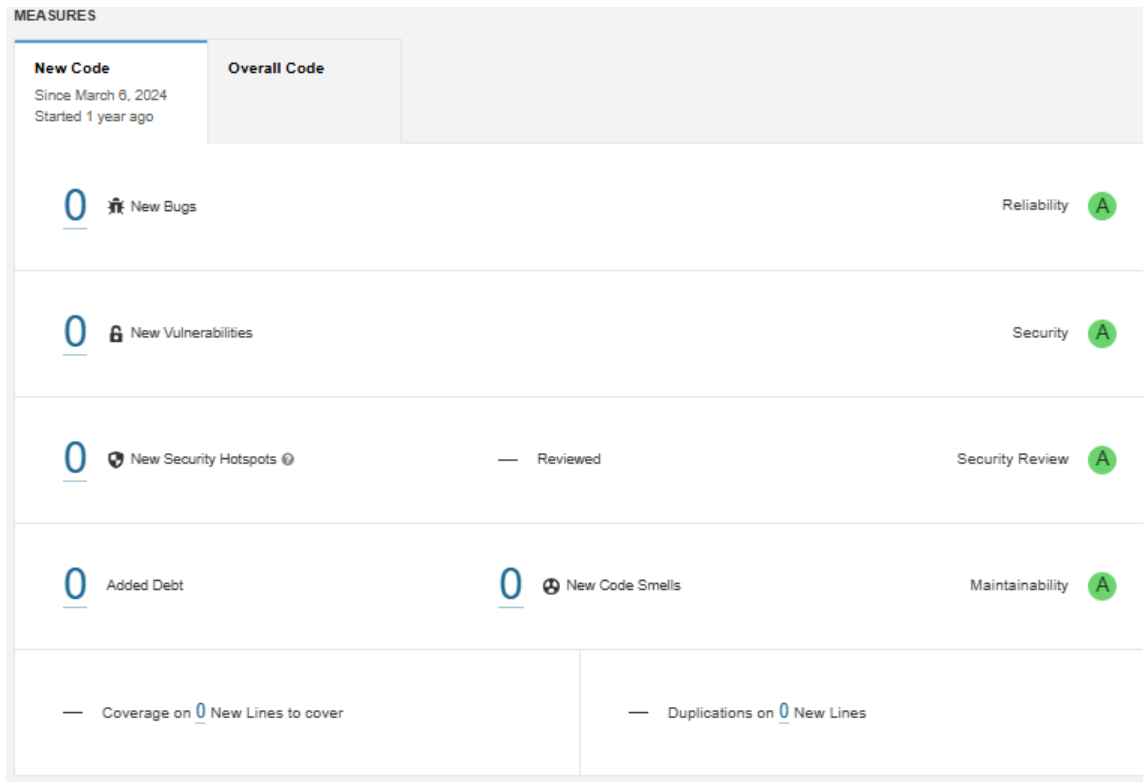 MEASURES
New Code
Since March 6, 2024
Started 1 year ago
Overall Code
0 New Bugs
Reliability A
0 New Vulnerabilities
Security A
0 New Security Hotspots ?
— Reviewed
Security Review A
0 Added Debt
0 New Code Smells
Maintainability A
— Coverage on 0 New Lines to cover
— Duplications on 0 New Lines